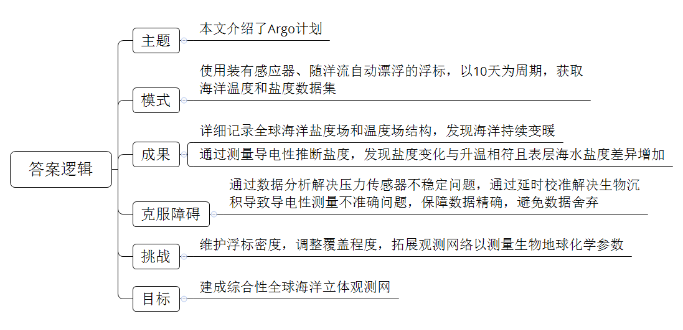 答案逻辑
主题
本文介绍了Argo计划
模式
使用装有感应器、随洋流自动漂浮的浮标，以10天为周期，获取
海洋温度和盐度数据集
成果
详细记录全球海洋盐度场和温度场结构，发现海洋持续变暖
通过测量导电性推断盐度，发现盐度变化与升温相符且表层海水盐度差异增加
克服障碍
通过数据分析解决压力传感器不稳定问题，通过延时校准解决生物沉
积导致导电性测量不准确问题，保障数据精确，避免数据舍弃
挑战
维护浮标密度，调整覆盖程度，拓展观测网络以测量生物地球化学参数
目标
建成综合性全球海洋立体观测网